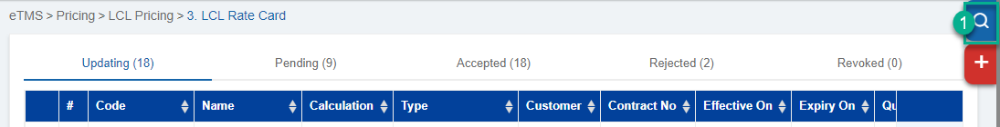 eTMS > Pricing > LCL Pricing > 3. LCL Rate Card
1
Updating (18) Pending (9) Accepted (18) Rejected (2) Revoked (0)
+
# Code Name Calculation Type Customer Contract No Effective On Expiry On